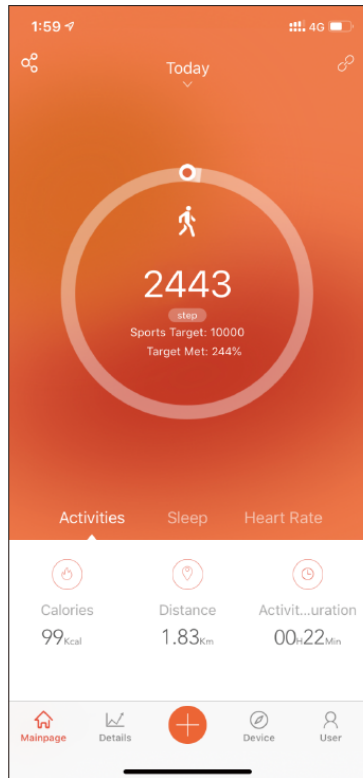 1:59 4G
Today
2443
step
Sports Target: 10000
Target Met: 244%
Activities Sleep Heart Rate
Calories Distance Activit...uration
99Kcal 1.83Km 00H22Min
Mainpage Details Device User